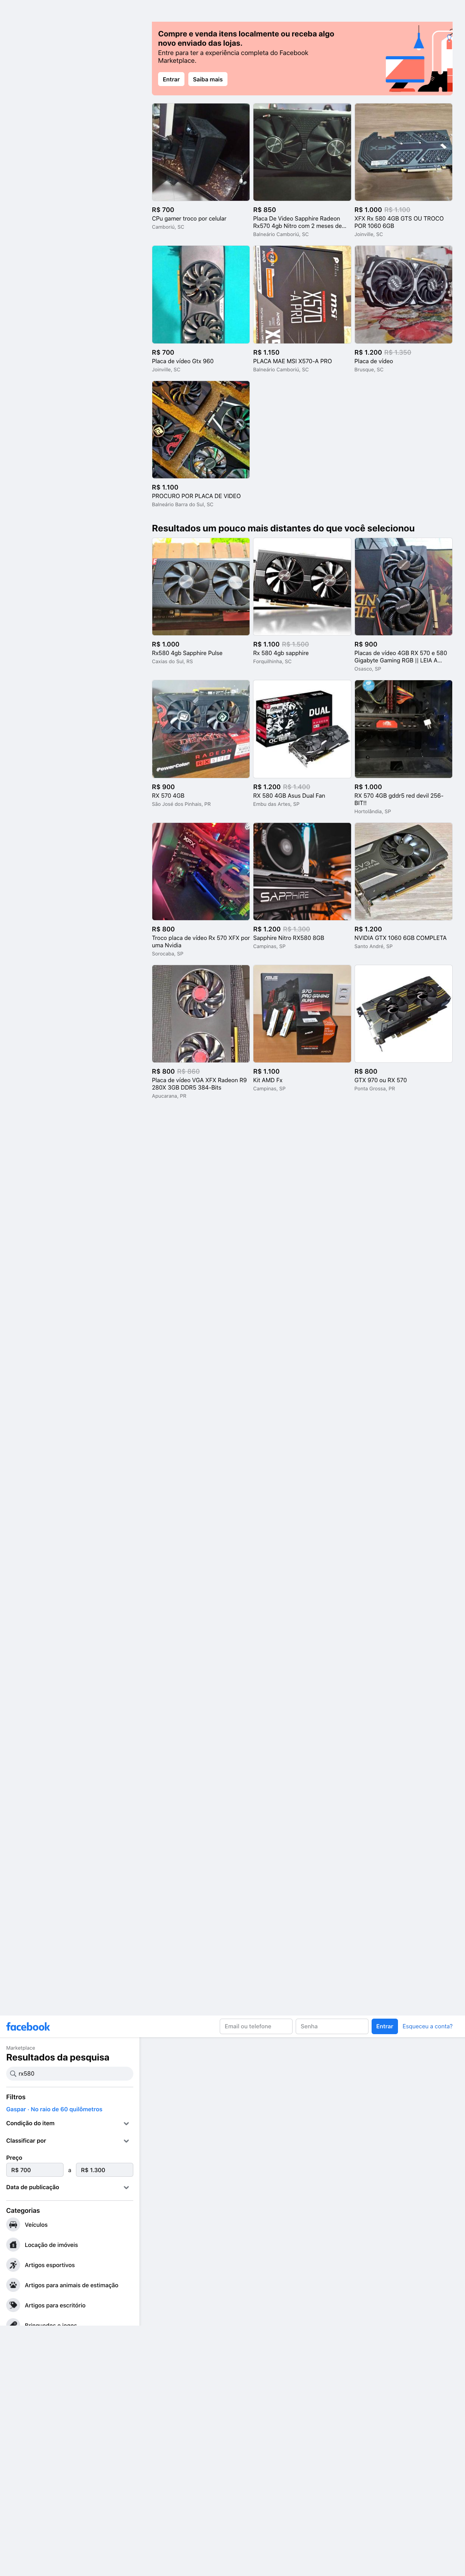 Compre e venda itens localmente ou receba algo
novo enviado das lojas.
Entre para ter a experiência completa do Facebook
Marketplace.
Entrar
Saiba mais
R$ 700
CPu gamer troco por celular
Camboriú, SC
R$ 850
Placa De Video Sapphire Radeon
Rx570 4gb Nitro com 2 meses de...
Balneário Camboriú, SC
R$ 1.000 R$ 1.100
XFX Rx 580 4GB GTS OU TROCO
POR 1060 6GB
Joinville, SC
R$ 700
Placa de vídeo Gtx 960
Joinville, SC
R$ 1.150
PLACA MAE MSI X570-A PRO
Balneário Camboriú, SC
R$ 1.200 R$ 1.350
Placa de vídeo
Brusque, SC
R$ 1.100
PROCURO POR PLACA DE VIDEO
Balneário Barra do Sul, SC
Resultados um pouco mais distantes do que você selecionou
R$ 1.000
Rx580 4gb Sapphire Pulse
Caxias do Sul, RS
R$ 1.100 R$ 1.500
Rx 580 4gb sapphire
Forquilhinha, SC
R$ 900
Placas de vídeo 4GB RX 570 e 580
Gigabyte Gaming RGB || LEIA A...
Osasco, SP
R$ 900
RX 570 4GB
São José dos Pinhais, PR
R$ 1.200 R$ 1.400
RX 580 4GB Asus Dual Fan
Embu das Artes, SP
R$ 1.000
RX 570 4GB gddr5 red devil 256-
BIT!!
Hortolândia, SP
R$ 800
Troco placa de vídeo Rx 570 XFX por
uma Nvidia
Sorocaba, SP
R$ 1.200 R$ 1.300
Sapphire Nitro RX580 8GB
Campinas, SP
R$ 1.200
NVIDIA GTX 1060 6GB COMPLETA
Santo André, SP
R$ 800 R$ 860
Placa de vídeo VGA XFX Radeon R9
280X 3GB DDR5 384-Bits
Apucarana, PR
R$ 1.100
Kit AMD Fx
Campinas, SP
R$ 800
GTX 970 ou RX 570
Ponta Grossa, PR
facebook
Email ou telefone
Senha
Entrar
Esqueceu a conta?
Marketplace
Resultados da pesquisa
rx580
Filtros
Gaspar · No raio de 60 quilômetros
Condição do item
Classificar por
Preço
R$ 700 a R$ 1.300
Data de publicação
Categorias
Veículos
Locação de imóveis
Artigos esportivos
Artigos para animais de estimação
Artigos para escritório
Brinquedos e jogos